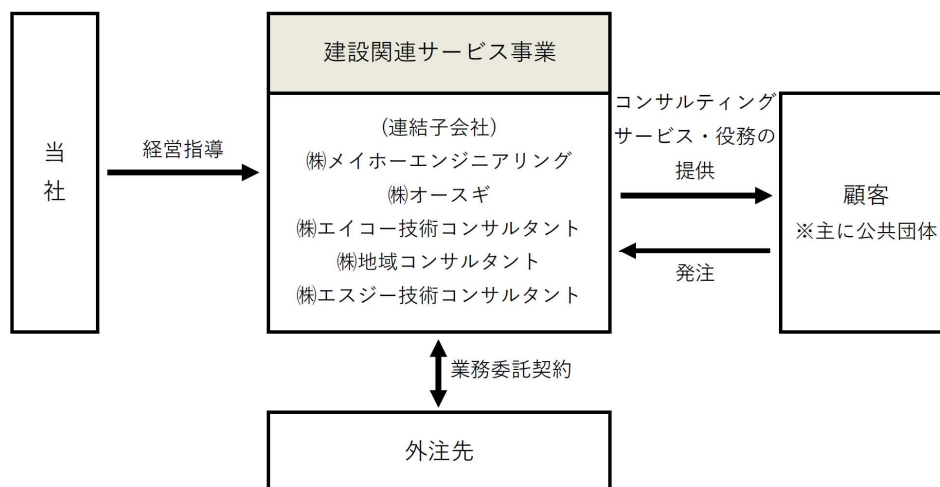 当
社
経営指導
建設関連サービス事業
(連結子会社)
㈱メイホーエンジニアリング
㈱オースギ
㈱エイコー技術コンサルタント
㈱地域コンサルタント
㈱エスジー技術コンサルタント
コンサルティング
サービス・役務の
提供
発注
顧客
※主に公共団体
業務委託契約
外注先